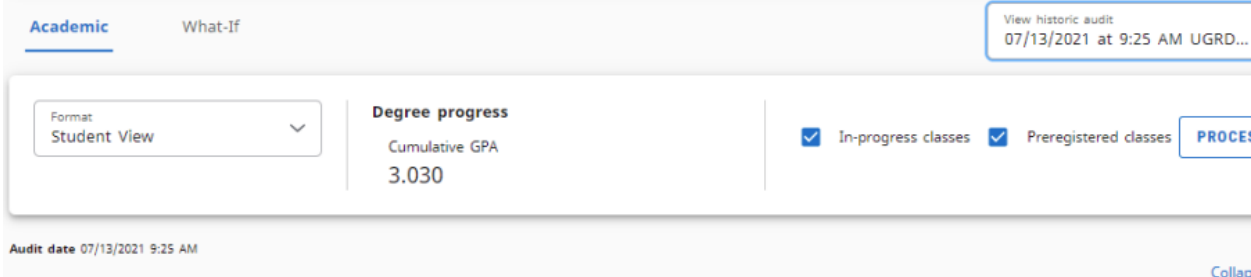 Academic
What-If
View historic audit
07/13/2021 at 9:25 AM UGRD...
Format
Student View
Degree progress
Cumulative GPA
3.030
In-progress classes
Preregistered classes
PROCES
Audit date 07/13/2021 9:25 AM
Collap